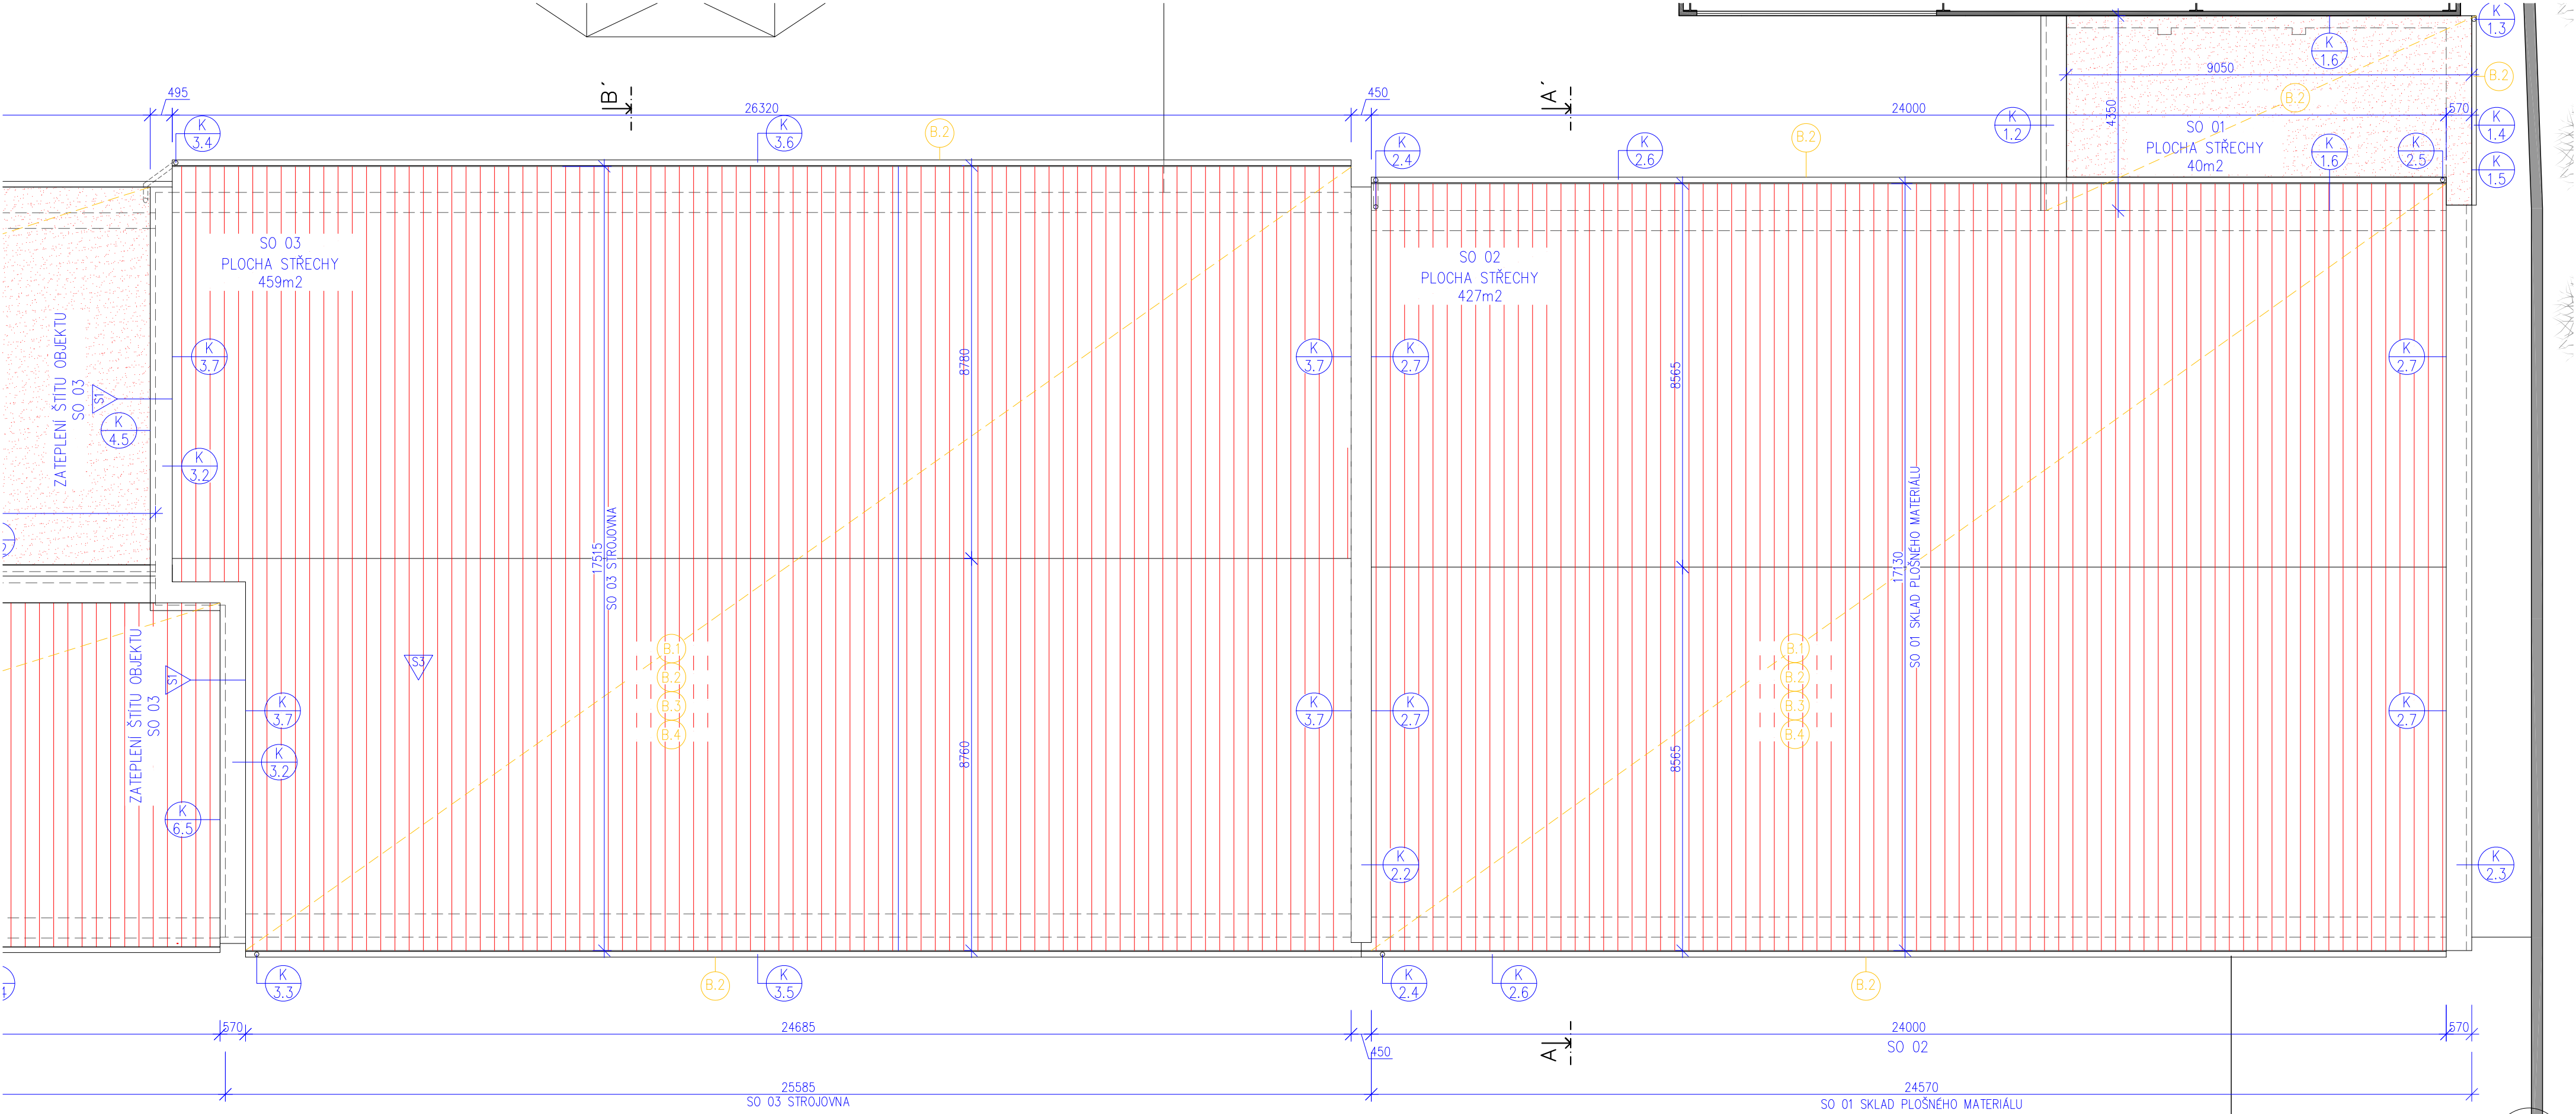 K
1.3
K
1.6
9050
B.2
B.2
495
B´
26320
450
A´
24000
4350
570
K
3.4
K
3.6
B.2
K
2.4
K
2.6
B.2
K
1.2
SO 01
PLOCHA STŘECHY
40m2
K
1.6
K
2.5
K
1.4
K
1.5
SO 03
PLOCHA STŘECHY
459m2
SO 02
PLOCHA STŘECHY
427m2
ZATEPLENÍ ŠTÍTU OBJEKTU
SO 03
S1
K
4.5
K
3.7
K
3.2
8780
K
3.7
K
2.7
8565
K
2.7
17515
SO 03 STROJOVNA
17130
SO 01 SKLAD PLOŠNÉHO MATERIÁLU
ZATEPLENÍ ŠTÍTU OBJEKTU
SO 03
S1
S3
B.1
B.2
B.3
B.4
B.1
B.2
B.3
B.4
K
3.7
K
3.2
K
6.5
8760
K
3.7
K
2.7
8565
K
2.7
K
2.2
K
2.3
K
3.3
B.2
K
3.5
K
2.4
K
2.6
B.2
570
24685
450
A
24000
SO 02
570
25585
SO 03 STROJOVNA
24570
SO 01 SKLAD PLOŠNÉHO MATERIÁLU